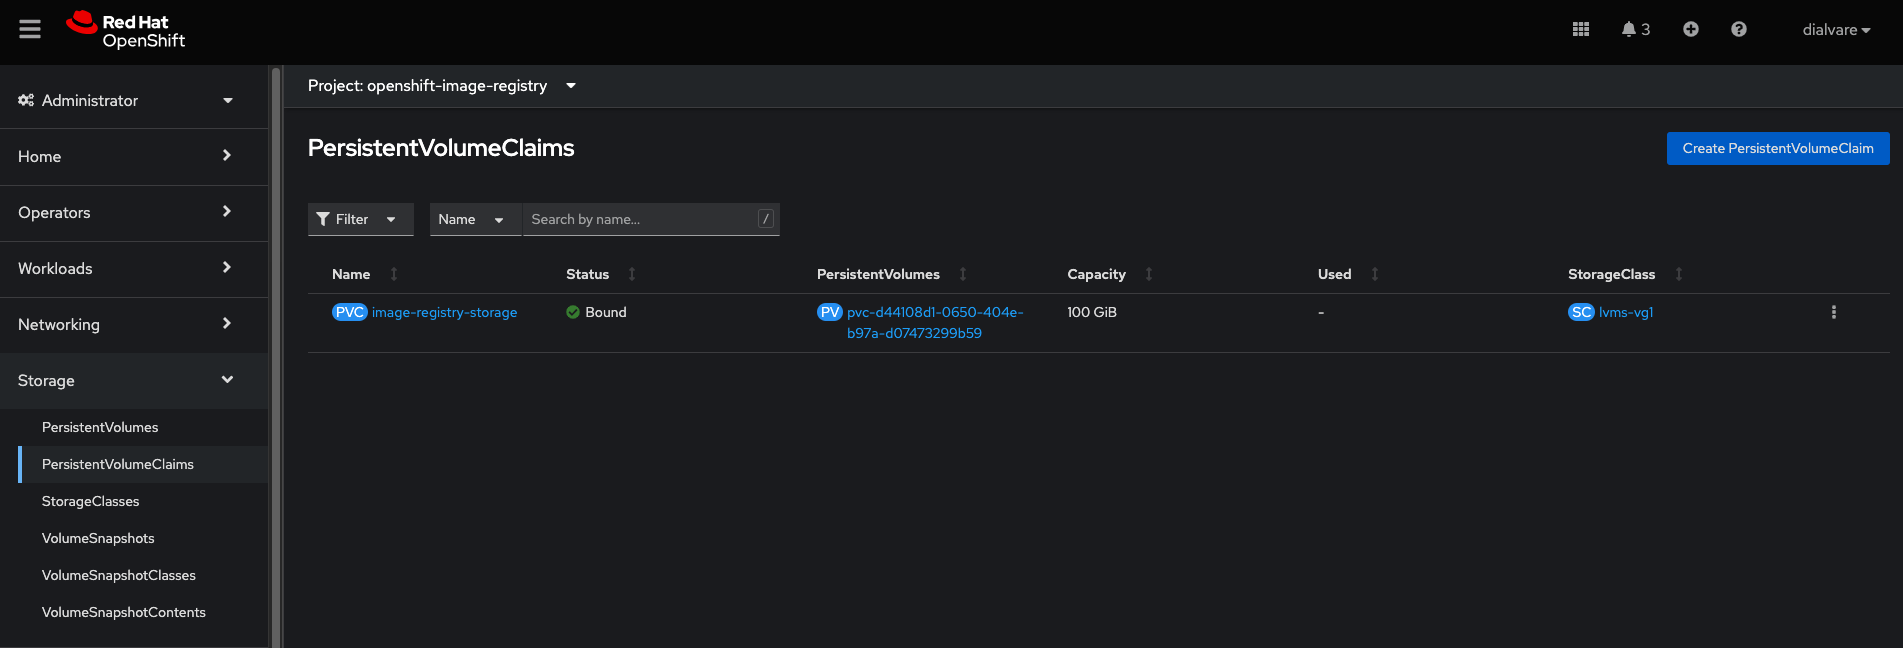 Red Hat
OpenShift
3
dialvare
Administrator
Home
Operators
Workloads
Networking
Storage
PersistentVolumes
PersistentVolumeClaims
StorageClasses
VolumeSnapshots
VolumeSnapshotClasses
VolumeSnapshotContents
Project: openshift-image-registry
PersistentVolumeClaims
Create PersistentVolumeClaim
Filter Name Search by name... /
Name Status PersistentVolumes Capacity Used StorageClass
PVC image-registry-storage Bound PV pvc-d44108d1-0650-404e- 100 GiB - SC lvms-vg1
b97a-d07473299b59